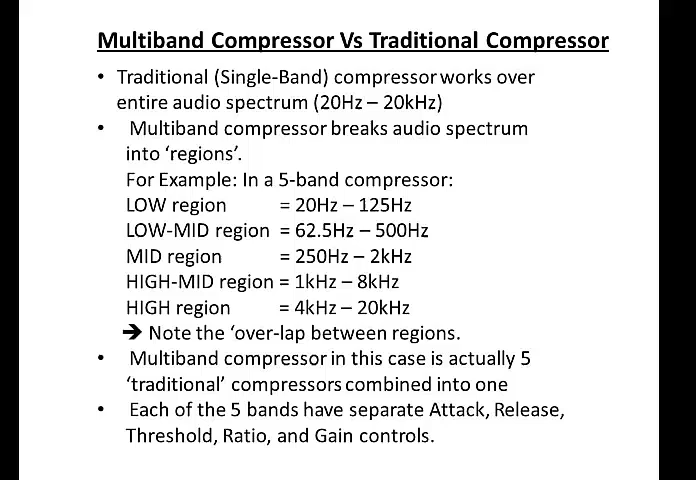 Multiband Compressor Vs Traditional Compressor
• Traditional (Single-Band) compressor works over
entire audio spectrum (20Hz – 20kHz)
• Multiband compressor breaks audio spectrum
into ‘regions’.
For Example: In a 5-band compressor:
LOW region = 20Hz – 125Hz
LOW-MID region = 62.5Hz – 500Hz
MID region = 250Hz – 2kHz
HIGH-MID region = 1kHz – 8kHz
HIGH region = 4kHz – 20kHz
➔ Note the ‘over-lap between regions.
• Multiband compressor in this case is actually 5
‘traditional’ compressors combined into one
• Each of the 5 bands have separate Attack, Release,
Threshold, Ratio, and Gain controls.